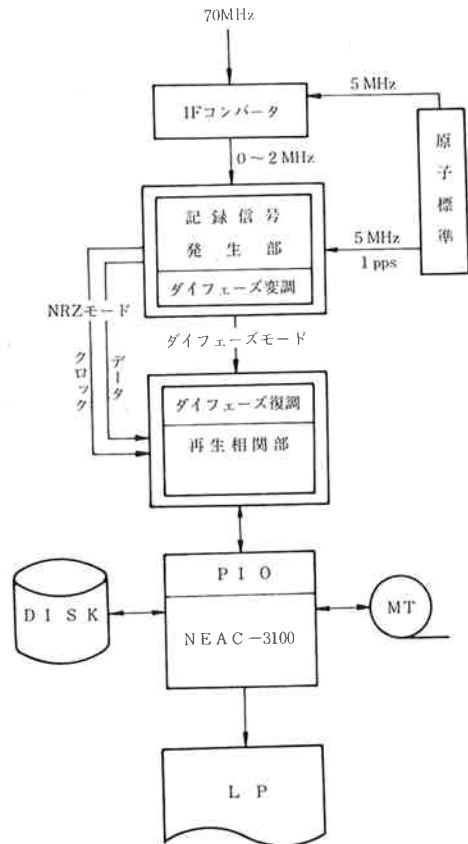 70MHz
5 MHz
IFコンバータ
原子標準
0～2 MHz
記録信号
発生部
5 MHz
1 pps
ダイフェーズ変調
NRZモード
ダイフェーズモード
クロック
データ
ダイフェーズ復調
再生相関部
PIO
DISK
NEAC-3100
MT
LP